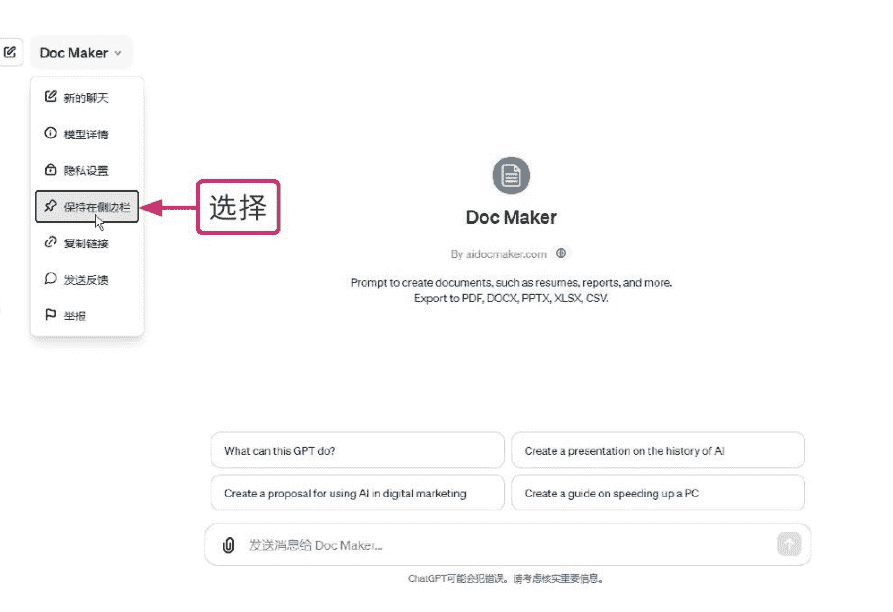 Doc Maker
新的聊天
模型详情
隐私设置
保持在侧边栏
选择
复制链接
发送反馈
举报
Doc Maker
By aidocmaker.com
Prompt to create documents, such as resumes, reports, and more.
Export to PDF, DOCX, PPTX, XLSX, CSV.
What can this GPT do?
Create a presentation on the history of AI
Create a proposal for using AI in digital marketing
Create a guide on speeding up a PC
发送消息给 Doc Maker...
ChatGPT可能会犯错误。请考虑核实重要信息。